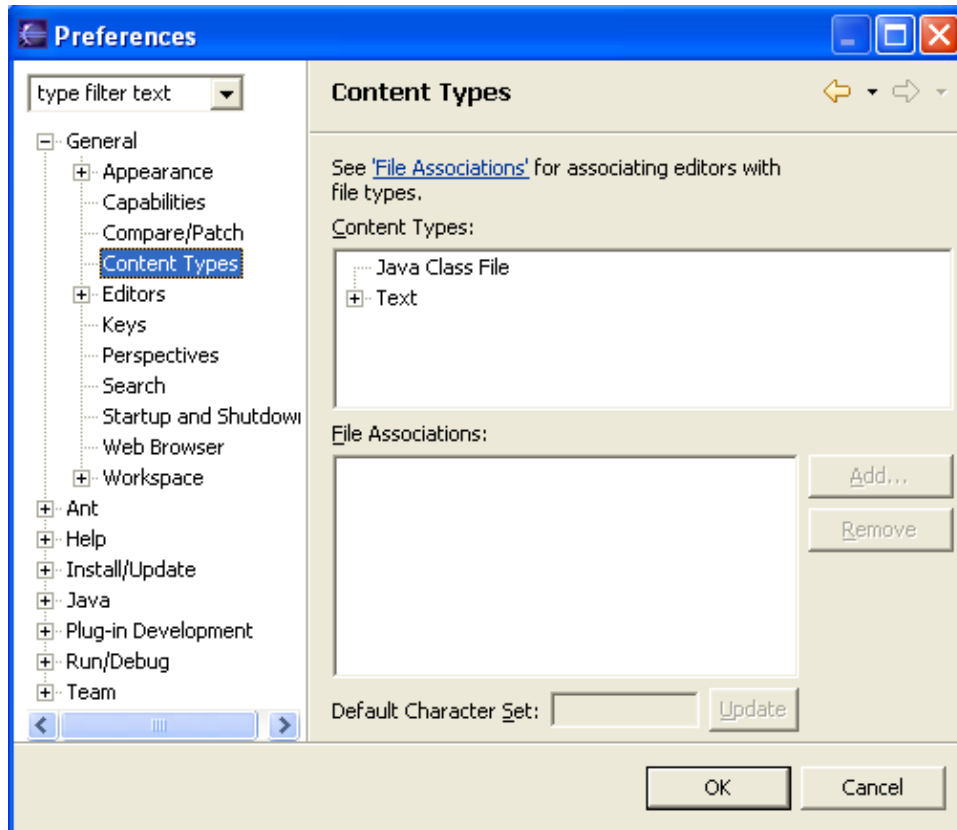 Preferences
type filter text
General
Appearance
Capabilities
Compare/Patch
Content Types
Editors
Keys
Perspectives
Search
Startup and Shutdow
Web Browser
Workspace
Ant
Help
Install/Update
Java
Plug-in Development
Run/Debug
Team
Content Types
See 'File Associations' for associating editors with
file types.
Content Types:
Java Class File
Text
File Associations:
Add...
Remove
Default Character Set:
Update
OK
Cancel